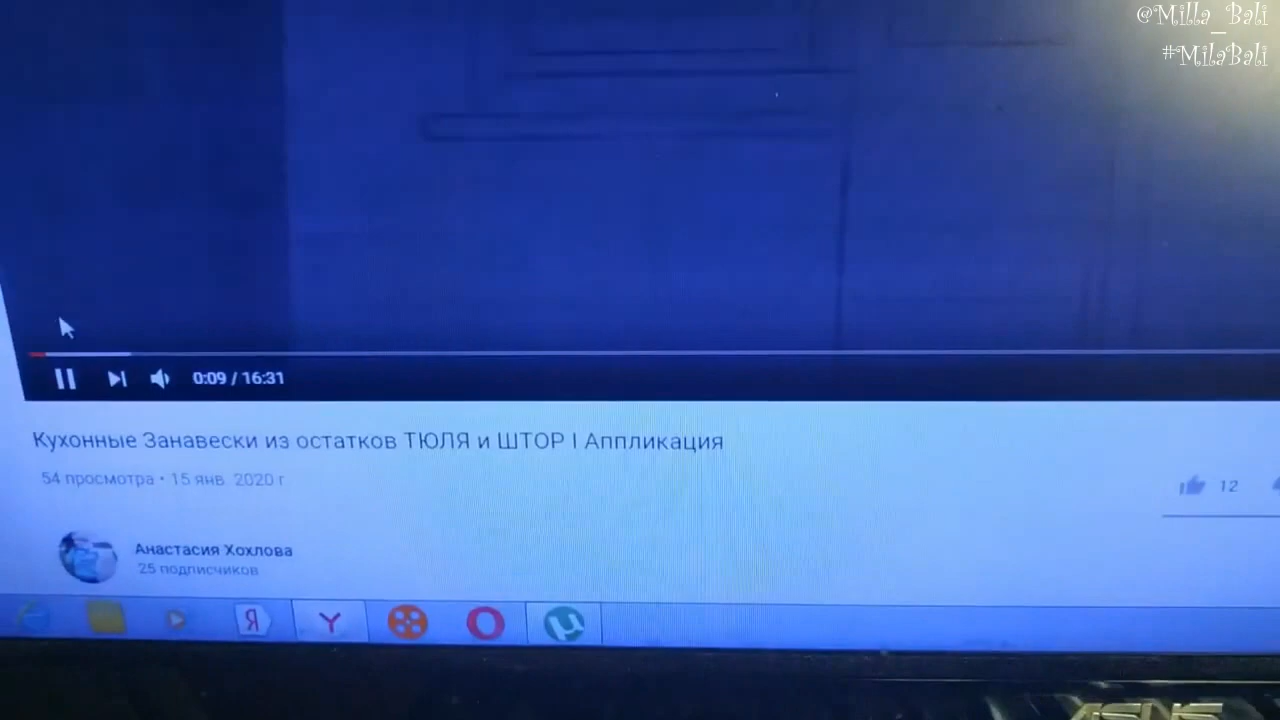 @Milla_Bali
#MilaBali
0:09 / 16:31
Кухонные Занавески из остатков ТЮЛЯ и ШТОР I Аппликация
54 просмотра • 15 янв. 2020 г
12
Анастасия Хохлова
25 подписчиков
Я
Y
ASUS